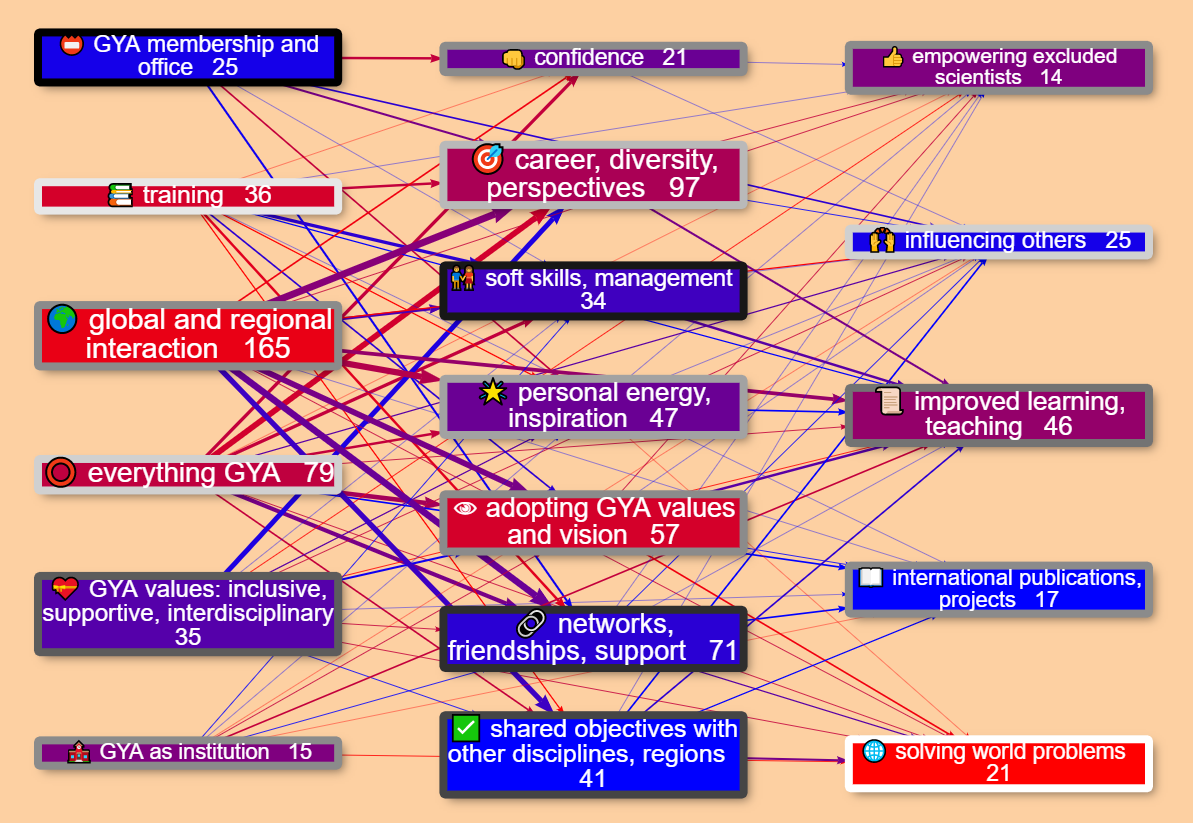 GYA membership and
office 25
training 36
global and regional
interaction 165
everything GYA 79
GYA values: inclusive,
supportive, interdisciplinary
35
GYA as institution 15
confidence 21
career, diversity,
perspectives 97
soft skills, management
34
personal energy,
inspiration 47
adopting GYA values
and vision 57
networks,
friendships, support 71
shared objectives with
other disciplines, regions
41
empowering excluded
scientists 14
influencing others 25
improved learning,
teaching 46
international publications,
projects 17
solving world problems
21